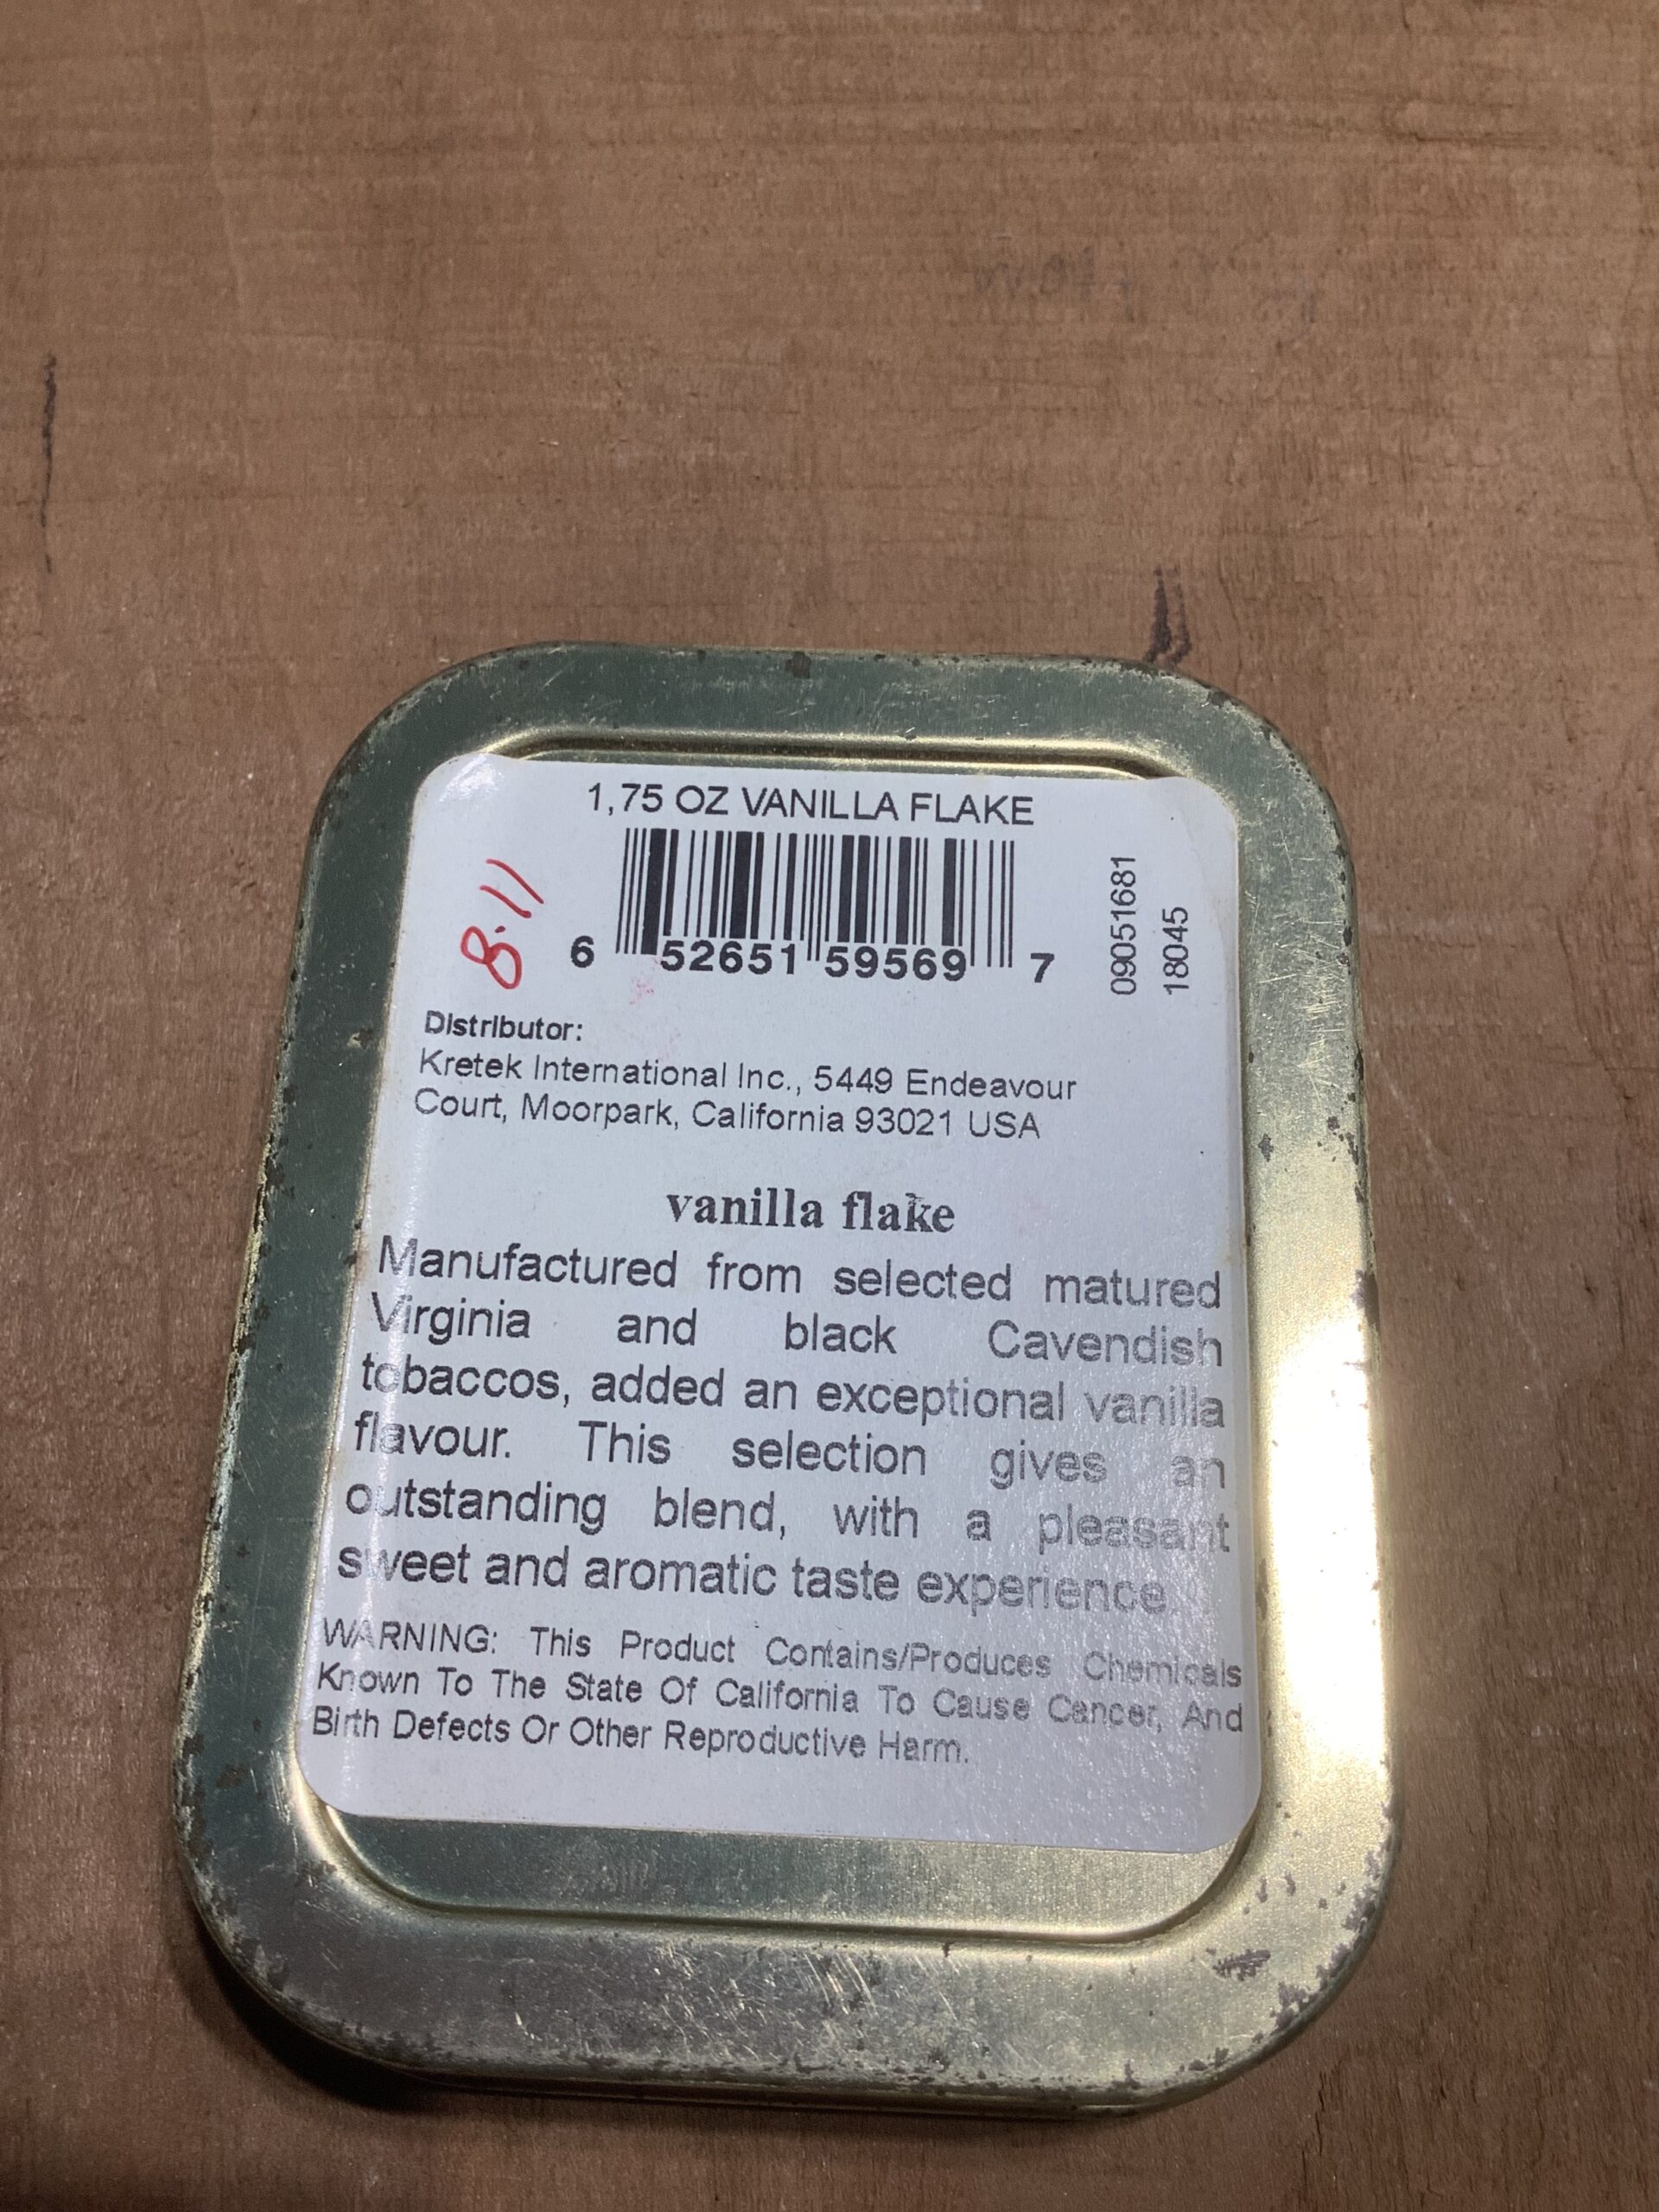 1,75 OZ VANILLA FLAKE
8.11
6 52651 59569 7
09051681
18045
Distributor:
Kretek International Inc., 5449 Endeavour
Court, Moorpark, California 93021 USA
vanilla flake
Manufactured from selected matured
Virginia and black Cavendish
tobaccos, added an exceptional vanilla
flavour. This selection gives an
outstanding blend, with a pleasant
sweet and aromatic taste experience.
WARNING: This Product Contains/Produces Chemicals
Known To The State Of California To Cause Cancer, And
Birth Defects Or Other Reproductive Harm.